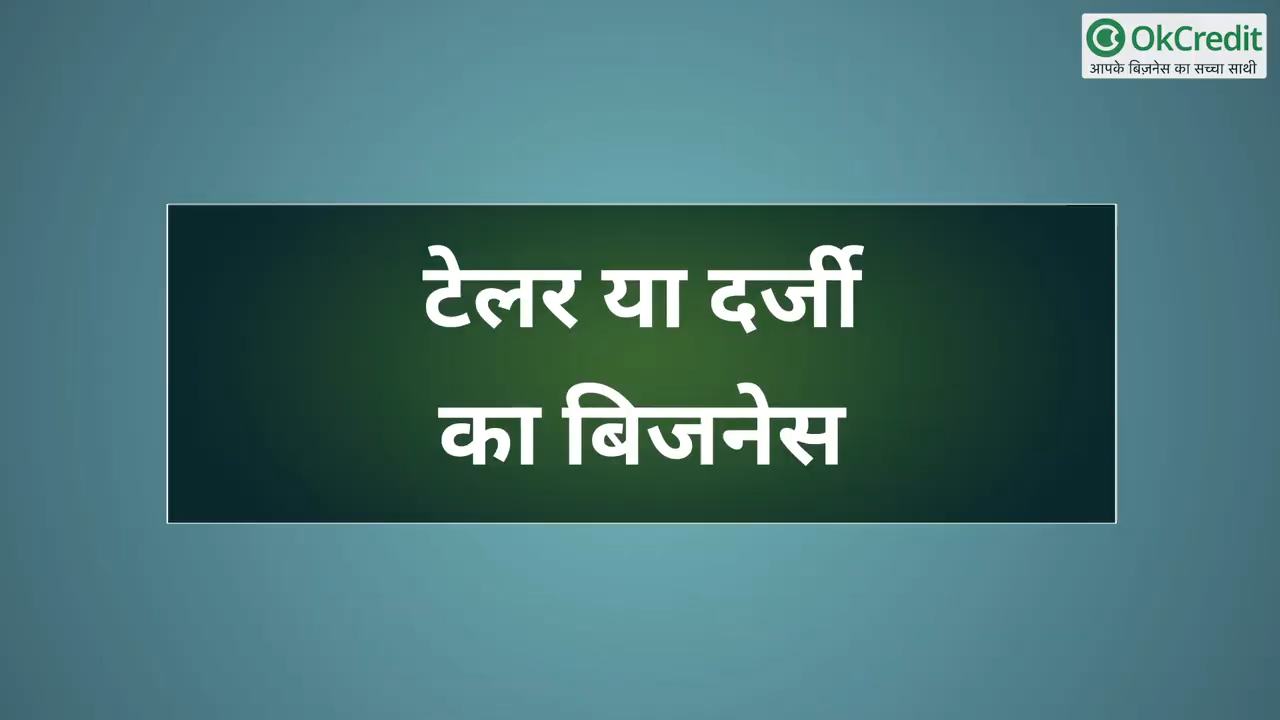 OkCredit
आपके बिज़नेस का सच्चा साथी
टेलर या दर्जी
का बिजनेस